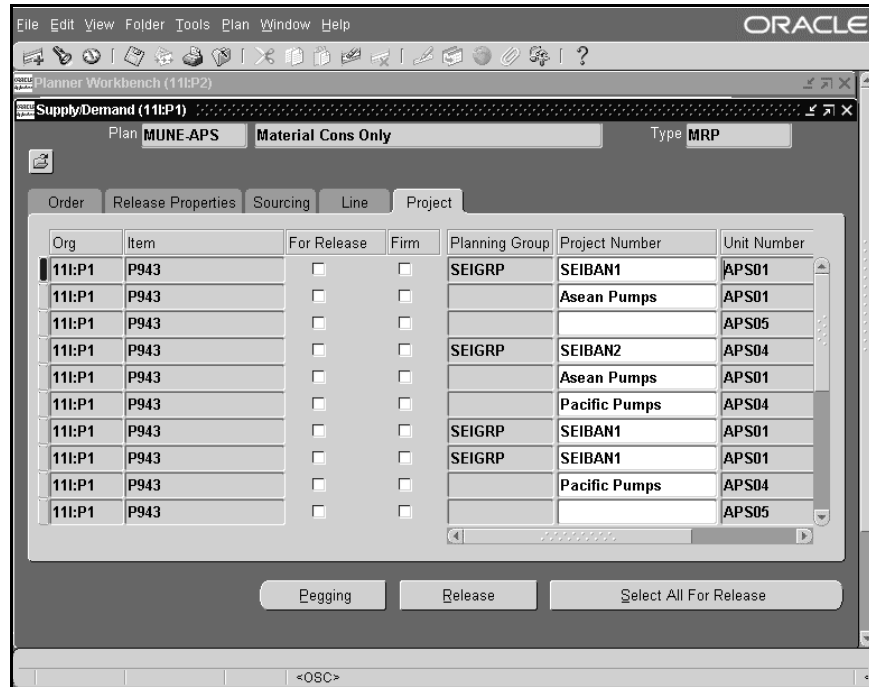 File Edit View Folder Tools Plan Window Help ORACLE
Planner Workbench (11I:P2)
Supply/Demand (11I:P1)
Plan MUNE-APS Material Cons Only Type MRP
Order Release Properties Sourcing Line Project
Org Item For Release Firm Planning Group Project Number Unit Number
11I:P1 P943 SEIGRP SEIBAN1 APS01
11I:P1 P943 Asean Pumps APS01
11I:P1 P943 APS05
11I:P1 P943 SEIGRP SEIBAN2 APS04
11I:P1 P943 Asean Pumps APS01
11I:P1 P943 Pacific Pumps APS04
11I:P1 P943 SEIGRP SEIBAN1 APS01
11I:P1 P943 SEIGRP SEIBAN1 APS01
11I:P1 P943 Pacific Pumps APS04
11I:P1 P943 APS05
Pegging Release Select All For Release
<OSC>